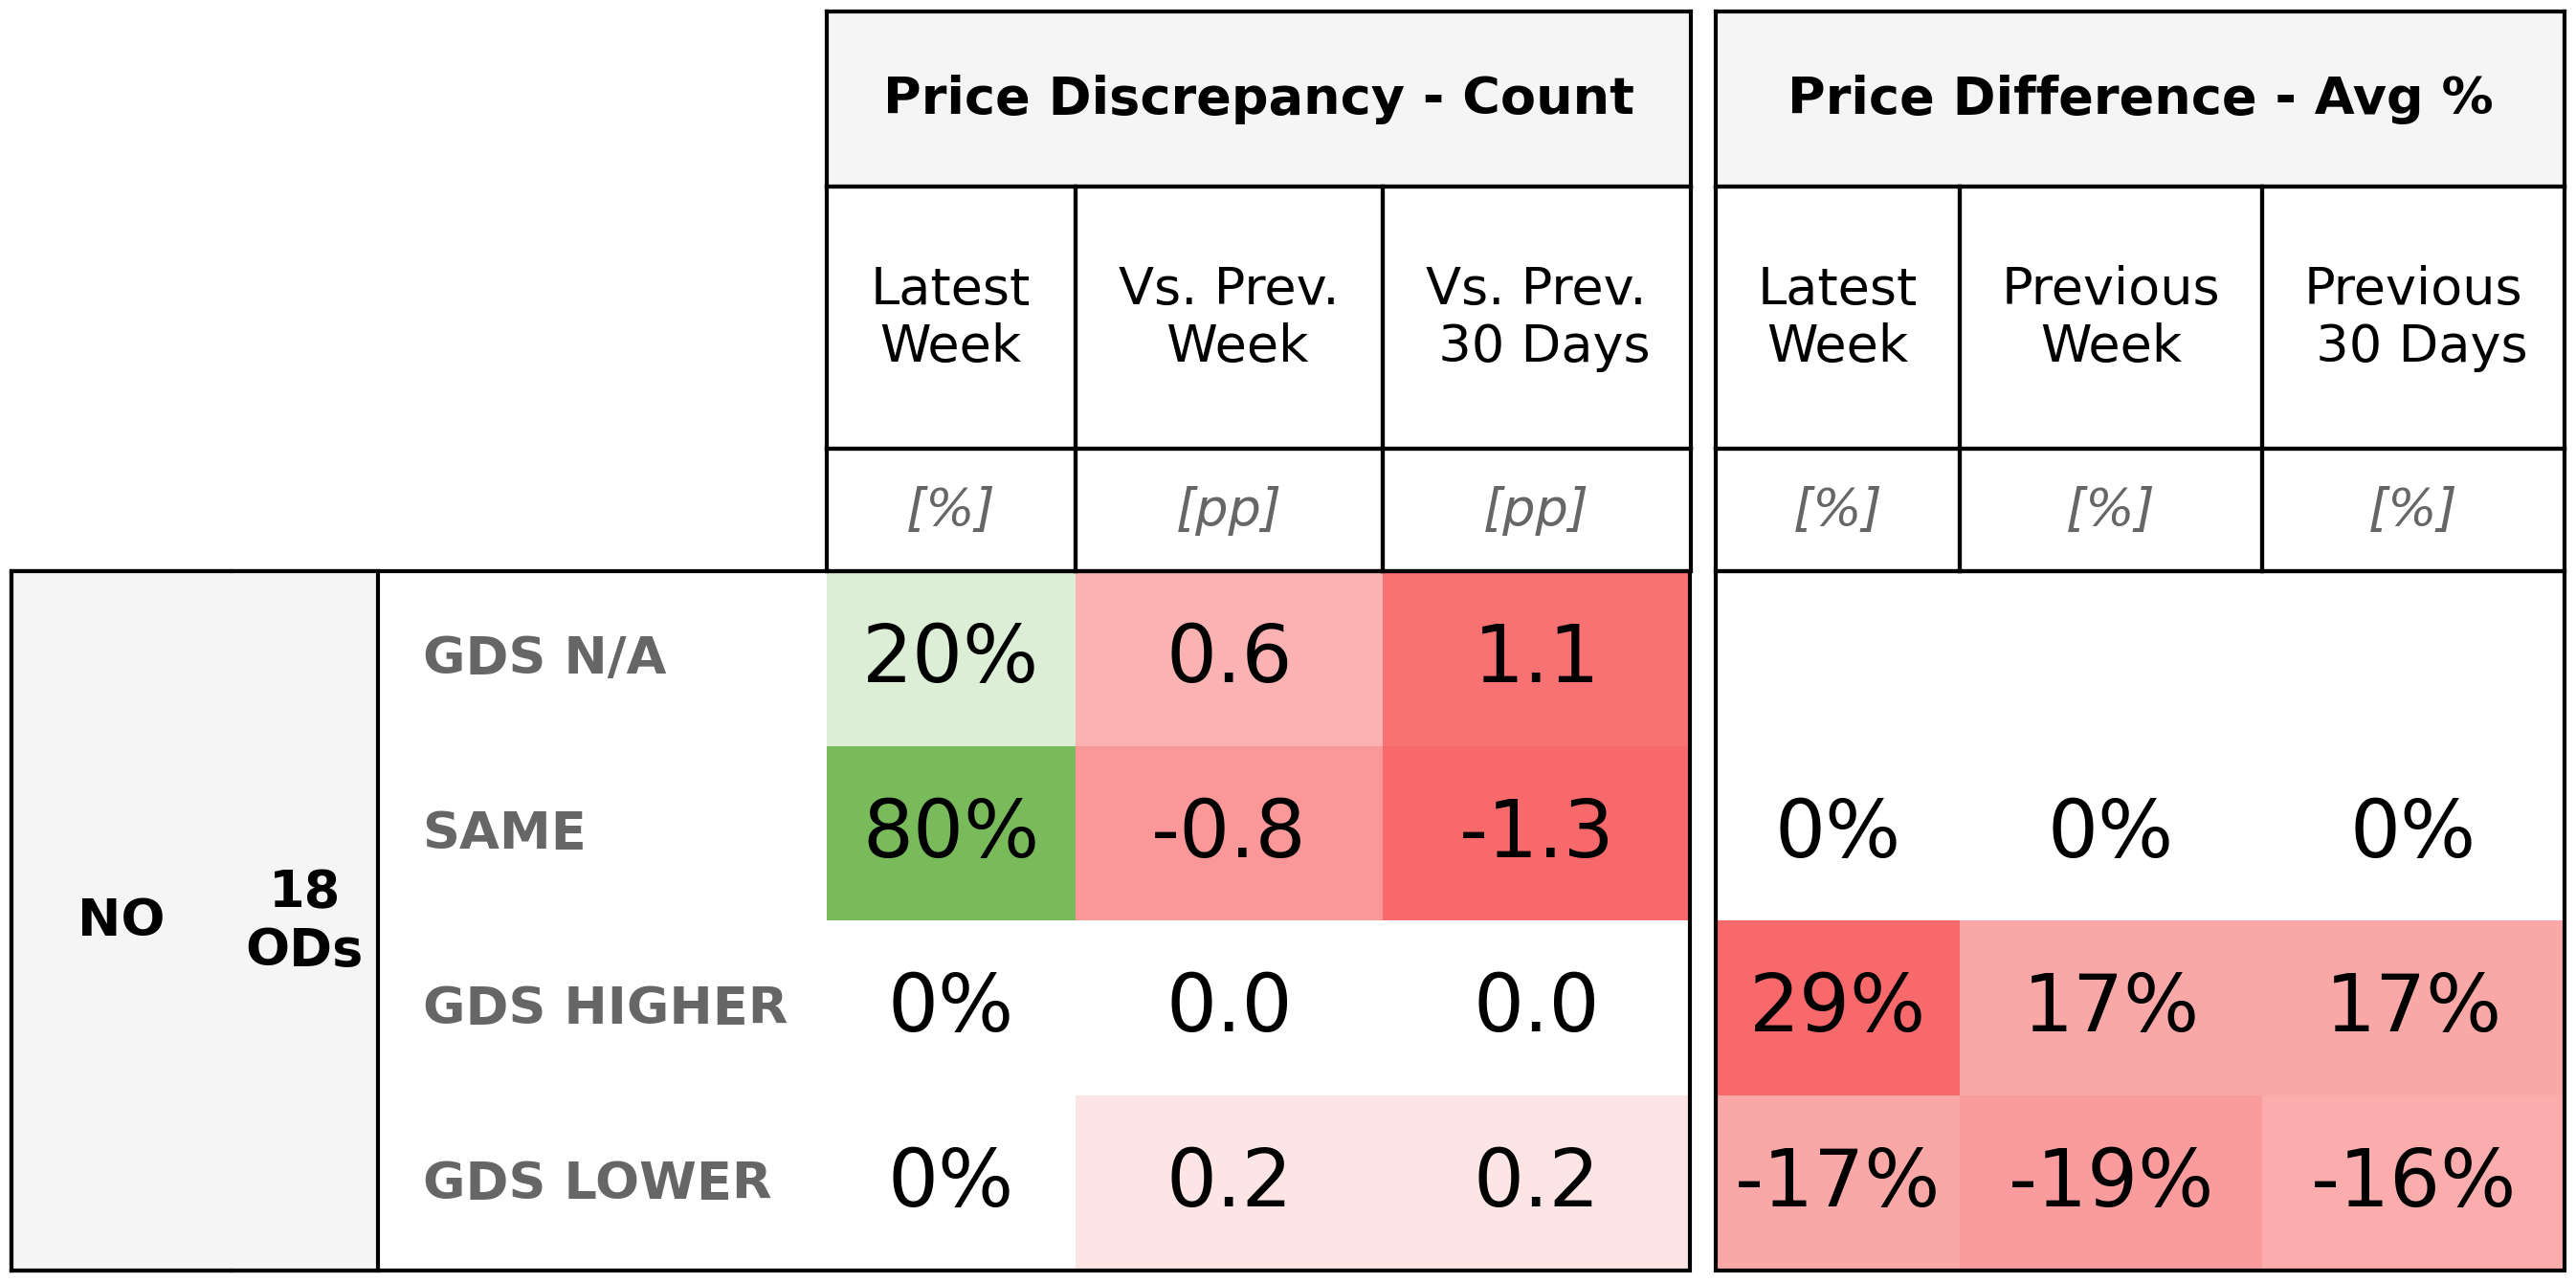 Price Discrepancy - Count
Price Difference - Avg %
Latest
Week
Vs. Prev.
Week
Vs. Prev.
30 Days
Latest
Week
Previous
Week
Previous
30 Days
[%]
[pp]
[pp]
[%]
[%]
[%]
NO
18
ODs
GDS N/A
20%
0.6
1.1
SAME
80%
-0.8
-1.3
0%
0%
0%
GDS HIGHER
0%
0.0
0.0
29%
17%
17%
GDS LOWER
0%
0.2
0.2
-17%
-19%
-16%